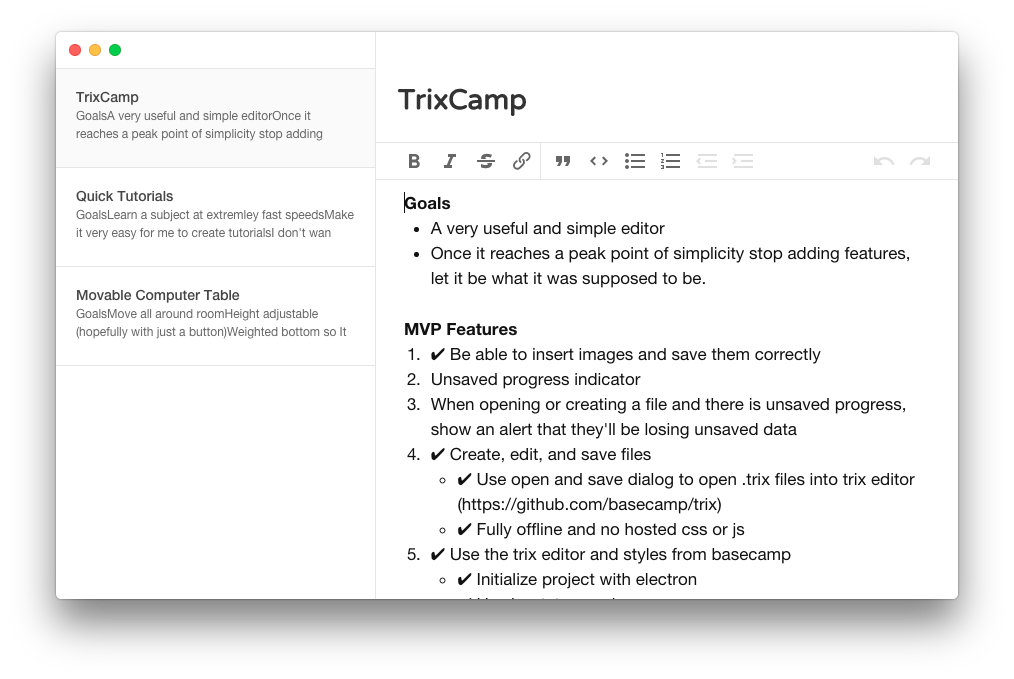 TrixCamp
GoalsA very useful and simple editorOnce it
reaches a peak point of simplicity stop adding
Quick Tutorials
GoalsLearn a subject at extremley fast speedsMake
it very easy for me to create tutorialsI don't wan
Movable Computer Table
GoalsMove all around roomHeight adjustable
(hopefully with just a button)Weighted bottom so It
TrixCamp
Goals
• A very useful and simple editor
• Once it reaches a peak point of simplicity stop adding features,
let it be what it was supposed to be.
MVP Features
1. ✔ Be able to insert images and save them correctly
2. Unsaved progress indicator
3. When opening or creating a file and there is unsaved progress,
show an alert that they'll be losing unsaved data
4. ✔ Create, edit, and save files
◦ ✔ Use open and save dialog to open .trix files into trix editor
(https://github.com/basecamp/trix)
◦ ✔ Fully offline and no hosted css or js
5. ✔ Use the trix editor and styles from basecamp
◦ ✔ Initialize project with electron